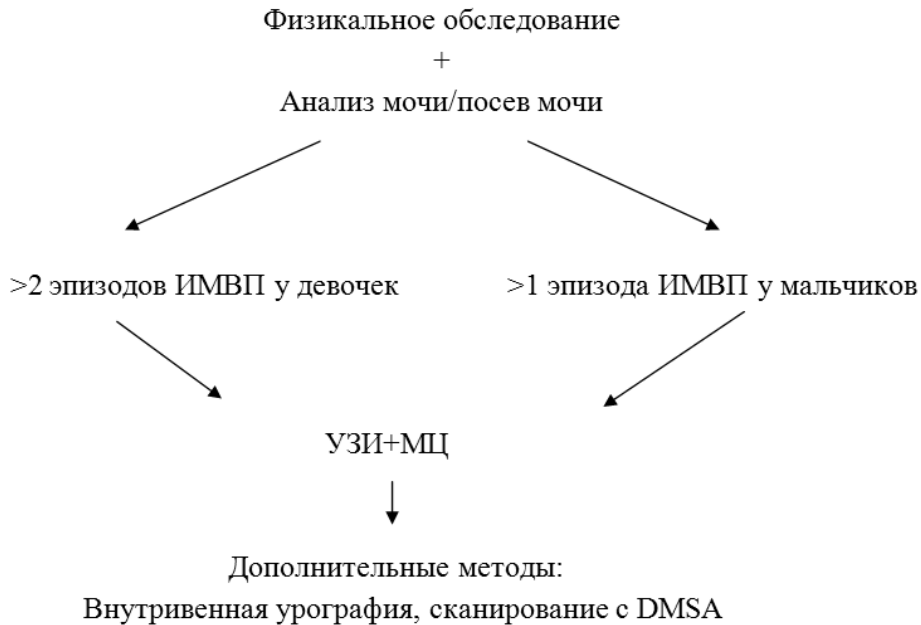 Физикальное обследование
+
Анализ мочи/посев мочи
>2 эпизодов ИМВП у девочек
>1 эпизода ИМВП у мальчиков
УЗИ+МЦ
Дополнительные методы:
Внутривенная урография, сканирование с DMSA